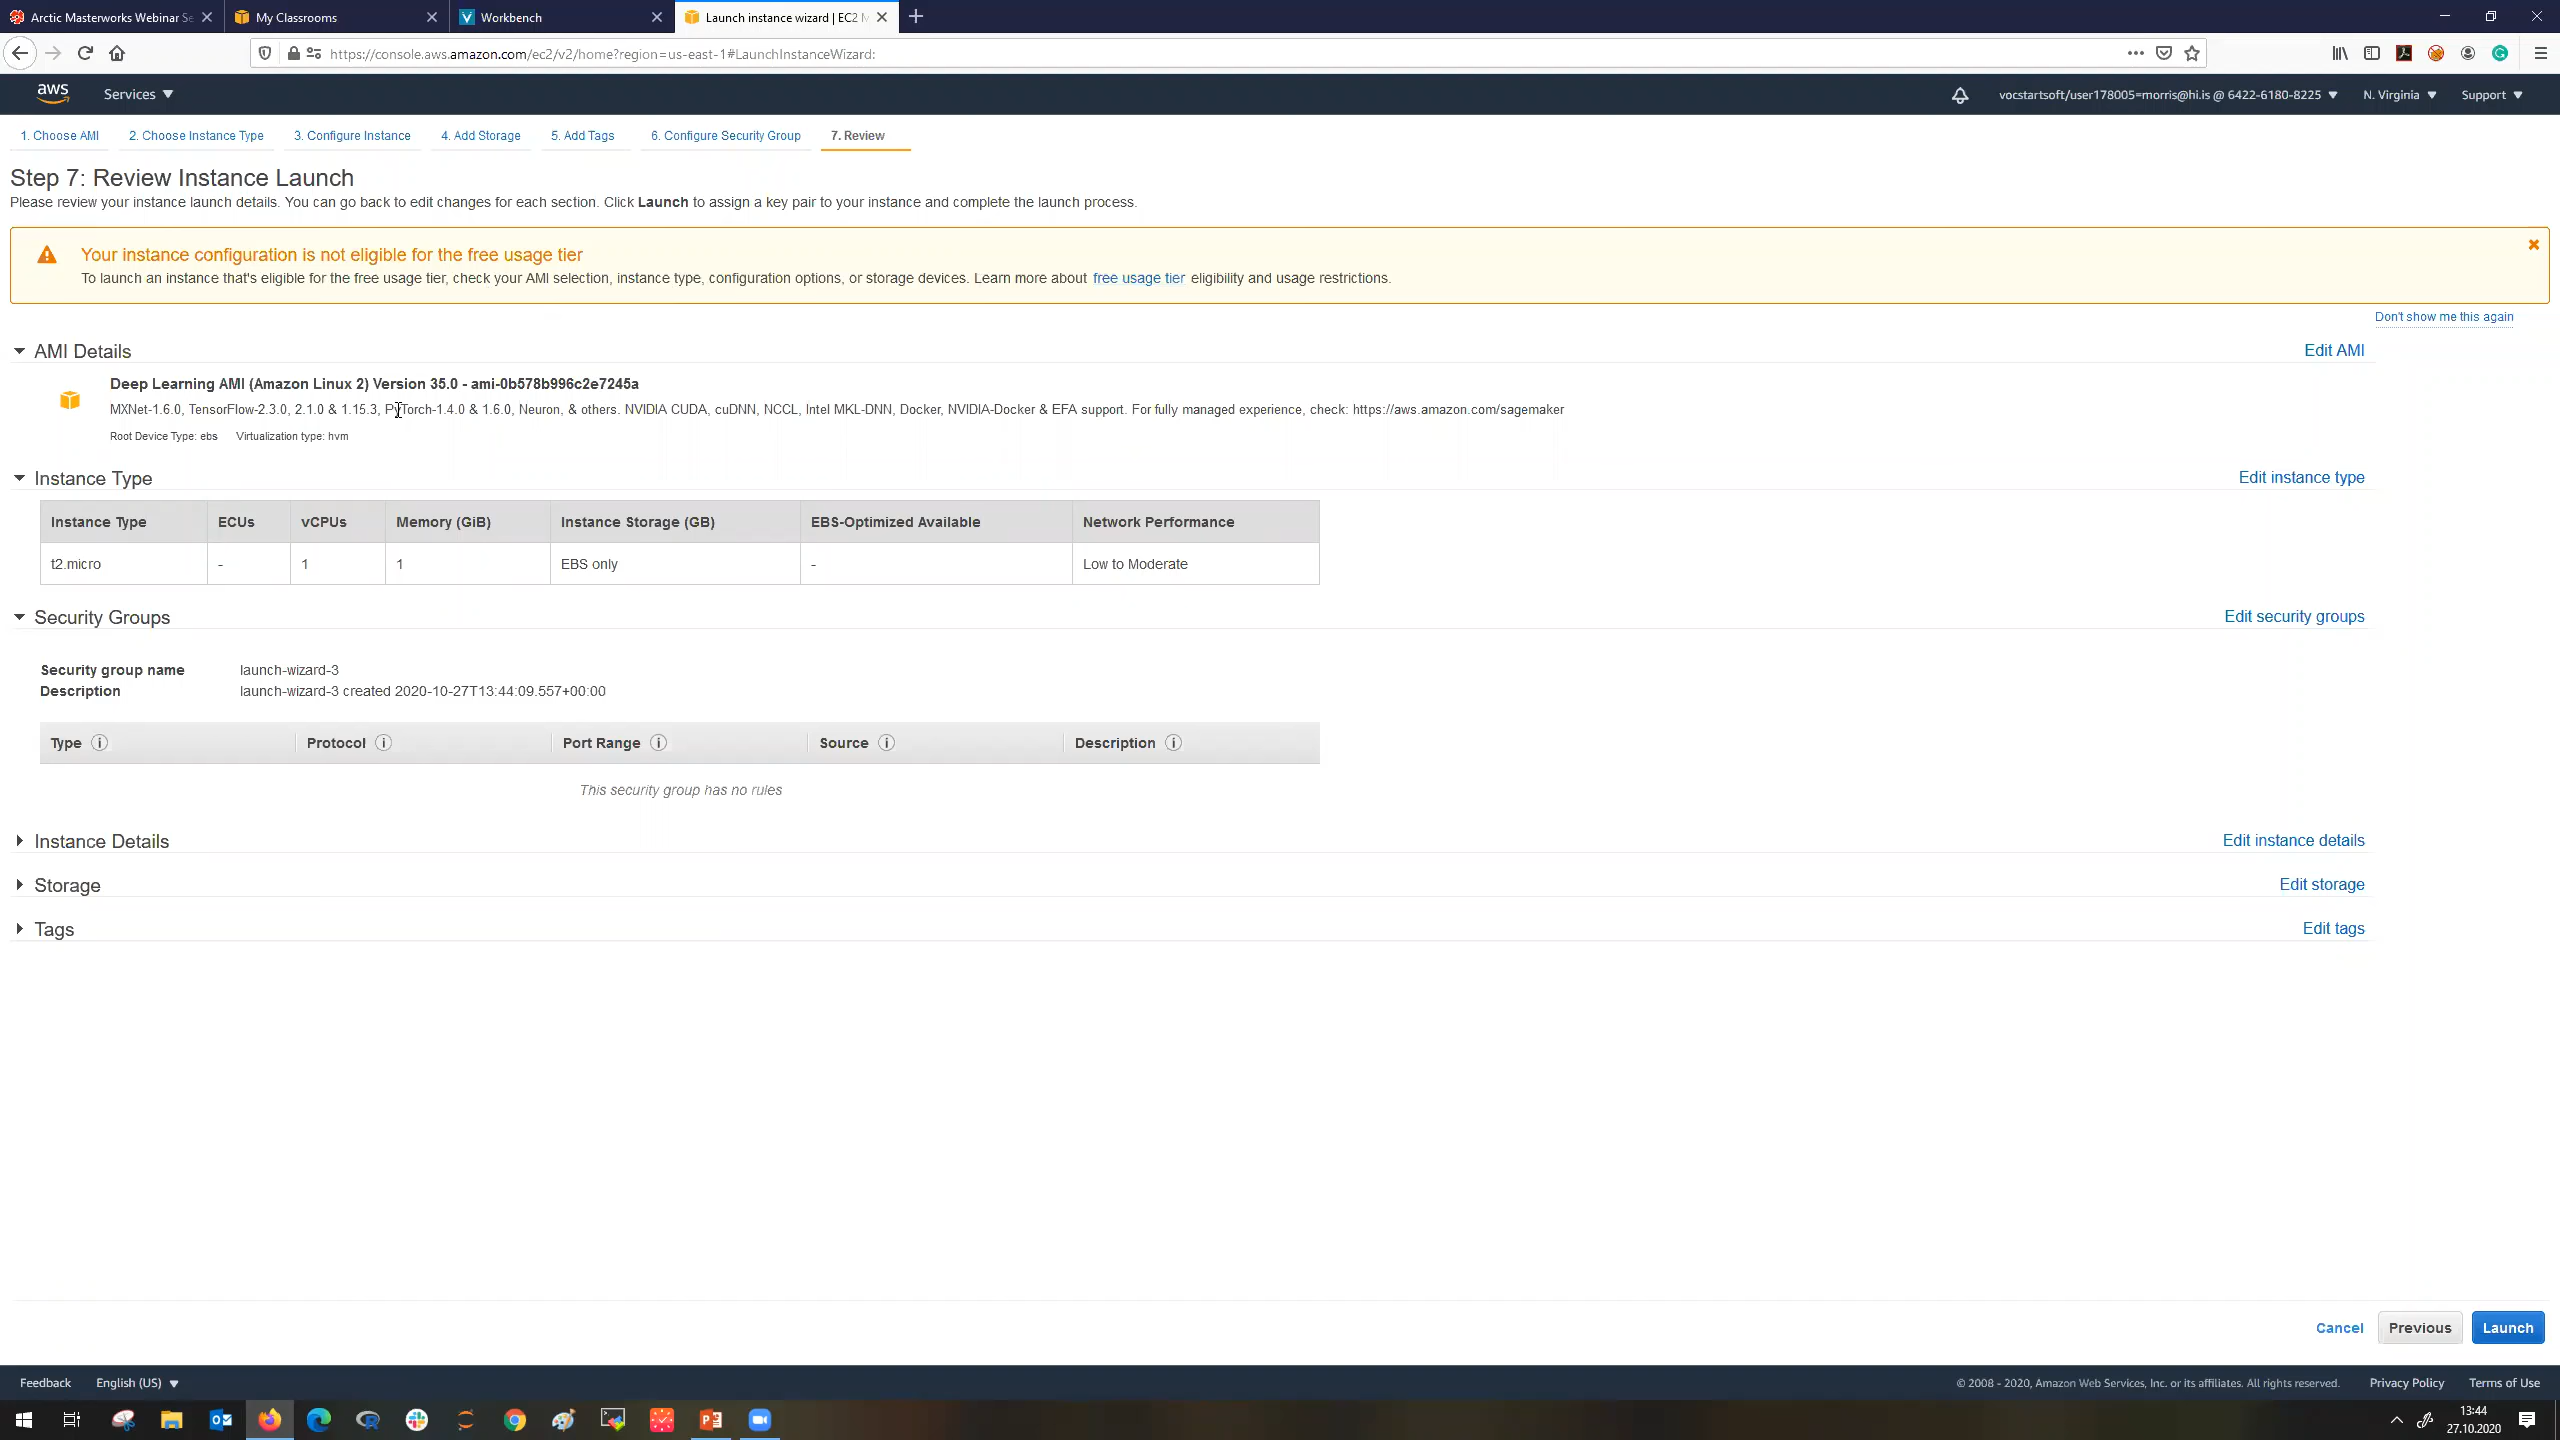 Arctic Masterworks Webinar Se
My Classrooms
Workbench
Launch instance wizard | EC2 M
https://console.aws.amazon.com/ec2/v2/home?region=us-east-1#LaunchInstanceWizard:
aws
Services
vocstartsoft/user178005=morris@hi.is @ 6422-6180-8225
N. Virginia
Support
1. Choose AMI
2. Choose Instance Type
3. Configure Instance
4. Add Storage
5. Add Tags
6. Configure Security Group
7. Review
Step 7: Review Instance Launch
Please review your instance launch details. You can go back to edit changes for each section. Click Launch to assign a key pair to your instance and complete the launch process.
Your instance configuration is not eligible for the free usage tier
To launch an instance that's eligible for the free usage tier, check your AMI selection, instance type, configuration options, or storage devices. Learn more about free usage tier eligibility and usage restrictions.
Don't show me this again
AMI Details
Edit AMI
Deep Learning AMI (Amazon Linux 2) Version 35.0 - ami-0b578b996c2e7245a
MXNet-1.6.0, TensorFlow-2.3.0, 2.1.0 & 1.15.3, PyTorch-1.4.0 & 1.6.0, Neuron, & others. NVIDIA CUDA, cuDNN, NCCL, Intel MKL-DNN, Docker, NVIDIA-Docker & EFA support. For fully managed experience, check: https://aws.amazon.com/sagemaker
Root Device Type: ebs Virtualization type: hvm
Instance Type
Edit instance type
Instance Type ECUs vCPUs Memory (GiB) Instance Storage (GB) EBS-Optimized Available Network Performance
t2.micro - 1 1 EBS only - Low to Moderate
Security Groups
Edit security groups
Security group name launch-wizard-3
Description launch-wizard-3 created 2020-10-27T13:44:09.557+00:00
Type Protocol Port Range Source Description
This security group has no rules
Instance Details
Edit instance details
Storage
Edit storage
Tags
Edit tags
Cancel
Previous
Launch
Feedback
English (US)
© 2008 - 2020, Amazon Web Services, Inc. or its affiliates. All rights reserved.
Privacy Policy
Terms of Use
13:44
27.10.2020